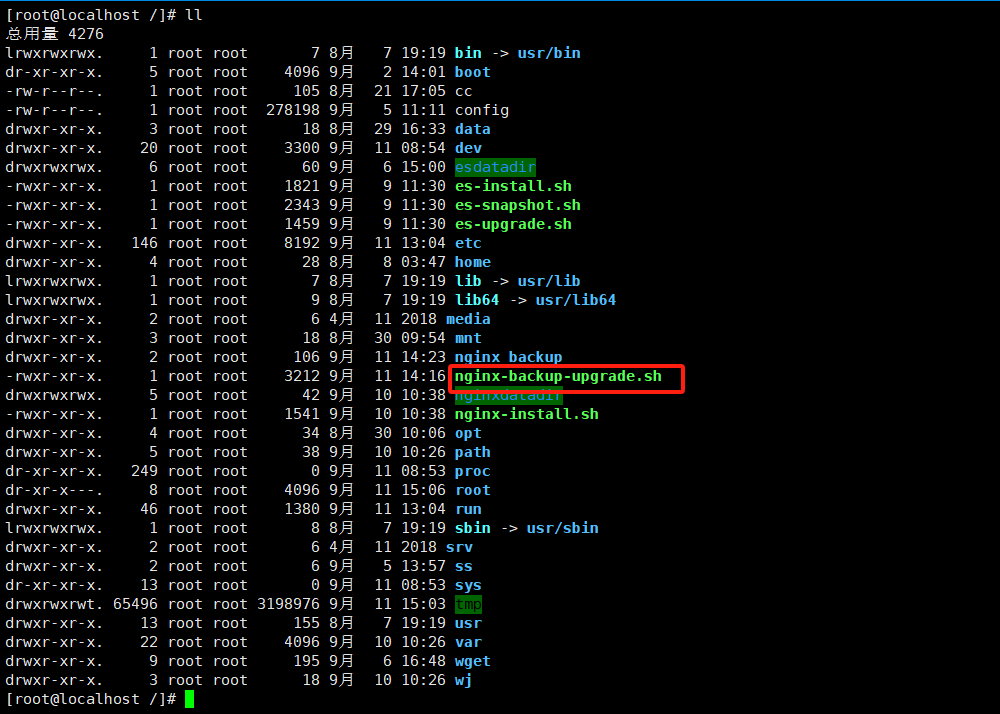 [root@localhost /]# ll
总用量 4276
lrwxrwxrwx.     1 root root       7 8月   7 19:19 bin -> usr/bin
dr-xr-xr-x.     5 root root    4096 9月   2 14:01 boot
-rw-r--r--.     1 root root     105 8月  21 17:05 cc
-rw-r--r--.     1 root root  278198 9月   5 11:11 config
drwxr-xr-x.     3 root root      18 8月  29 16:33 data
drwxr-xr-x.    20 root root    3300 9月  11 08:54 dev
drwxrwxrwx.     6 root root      60 9月   6 15:00 esdatadir
-rwxr-xr-x.     1 root root    1821 9月   9 11:30 es-install.sh
-rwxr-xr-x.     1 root root    2343 9月   9 11:30 es-snapshot.sh
-rwxr-xr-x.     1 root root    1459 9月   9 11:30 es-upgrade.sh
drwxr-xr-x.   146 root root    8192 9月  11 13:04 etc
drwxr-xr-x.     4 root root      28 8月   8 03:47 home
lrwxrwxrwx.     1 root root       7 8月   7 19:19 lib -> usr/lib
lrwxrwxrwx.     1 root root       9 8月   7 19:19 lib64 -> usr/lib64
drwxr-xr-x.     2 root root       6 4月  11 2018 media
drwxr-xr-x.     3 root root      18 8月  30 09:54 mnt
drwxr-xr-x.     2 root root     106 9月  11 14:23 nginx_backup
-rwxr-xr-x.     1 root root    3212 9月  11 14:16 nginx-backup-upgrade.sh
drwxrwxrwx.     5 root root      42 9月  10 10:38 nginxdatadir
-rwxr-xr-x.     1 root root    1541 9月  10 10:38 nginx-install.sh
drwxr-xr-x.     4 root root      34 8月  30 10:06 opt
drwxr-xr-x.     5 root root      38 9月  10 10:26 path
dr-xr-xr-x.   249 root root       0 9月  11 08:53 proc
dr-xr-x---.     8 root root    4096 9月  11 15:06 root
drwxr-xr-x.    46 root root    1380 9月  11 13:04 run
lrwxrwxrwx.     1 root root       8 8月   7 19:19 sbin -> usr/sbin
drwxr-xr-x.     2 root root       6 4月  11 2018 srv
drwxr-xr-x.     2 root root       6 9月   5 13:57 ss
dr-xr-xr-x.    13 root root       0 9月  11 08:53 sys
drwxrwxrwt. 65496 root root 3198976 9月  11 15:03 tmp
drwxr-xr-x.    13 root root     155 8月   7 19:19 usr
drwxr-xr-x.    22 root root    4096 9月  10 10:26 var
drwxr-xr-x.     9 root root     195 9月   6 16:48 wget
drwxr-xr-x.     3 root root      18 9月  10 10:26 wj
[root@localhost /]#